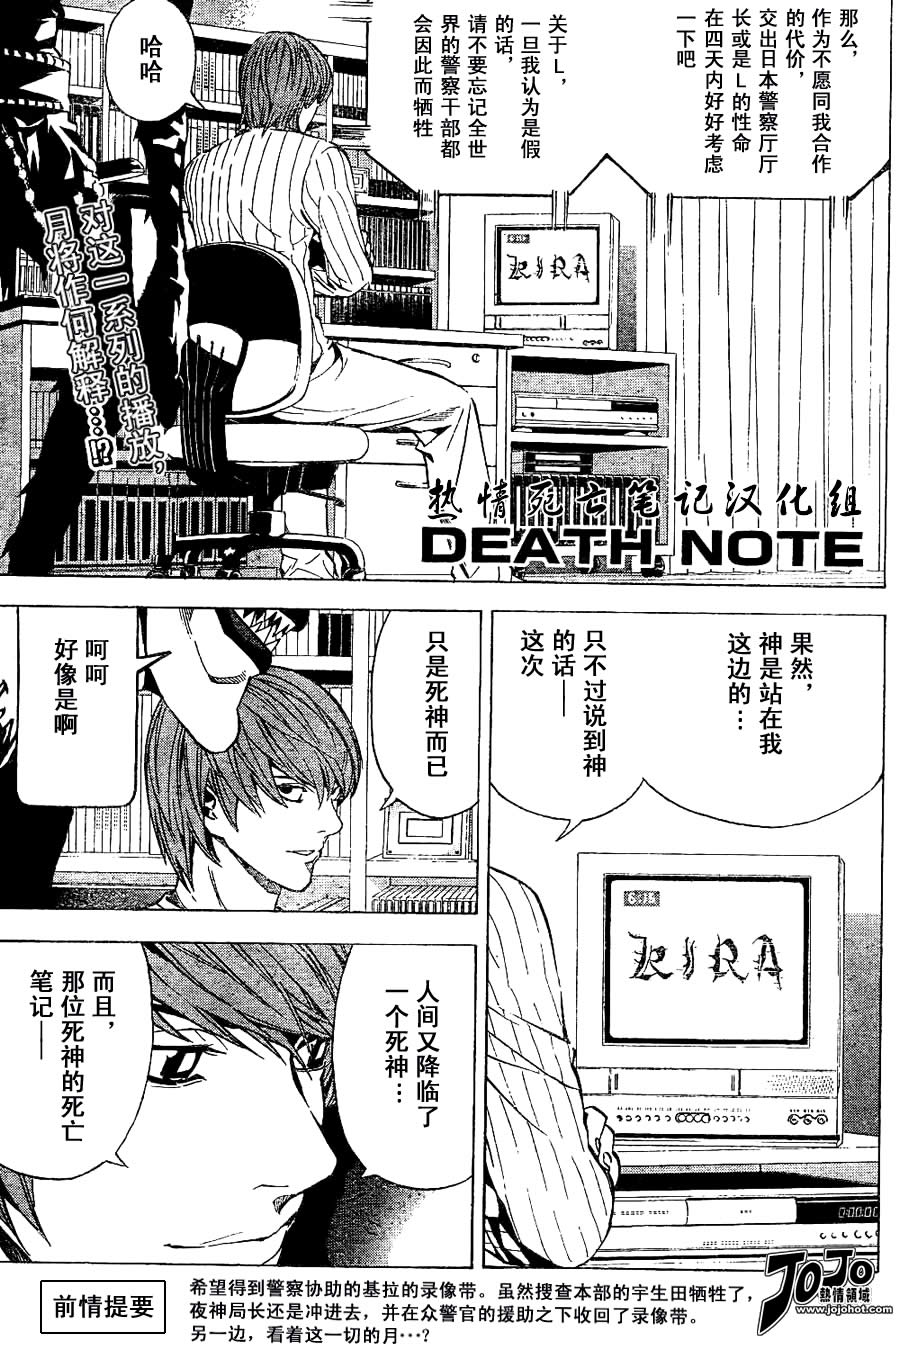 那么，
作为不愿同我合作
的代价，
交出日本警察厅厅
长或是L的性命
在四天内好好考虑
一下吧
关于L，
一旦我认为是假
的话，
请不要忘记全世
界的警察干部都
会因此而牺牲
哈哈
KIRA
对这一系列的播放，
月将作何解释…!?
热情死亡笔记汉化组
DEATH NOTE
果然，
神是站在我
这边的…
只不过说到神
的话——
这次
KIRA
只是死神而已
呵呵
好像是啊
人间又降临了
一个死神…
而且，
那位死神的死亡
笔记——
前情提要
希望得到警察协助的基拉的录像带。虽然搜查本部的宇生田牺牲了，
夜神局长还是冲进去，并在众警官的援助之下收回了录像带。
另一边，看着这一切的月…？
JOJO
熱情領域
www.jojohot.com